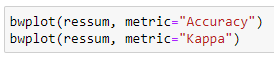 bwplot(ressum, metric="Accuracy")
bwplot(ressum, metric="Kappa")